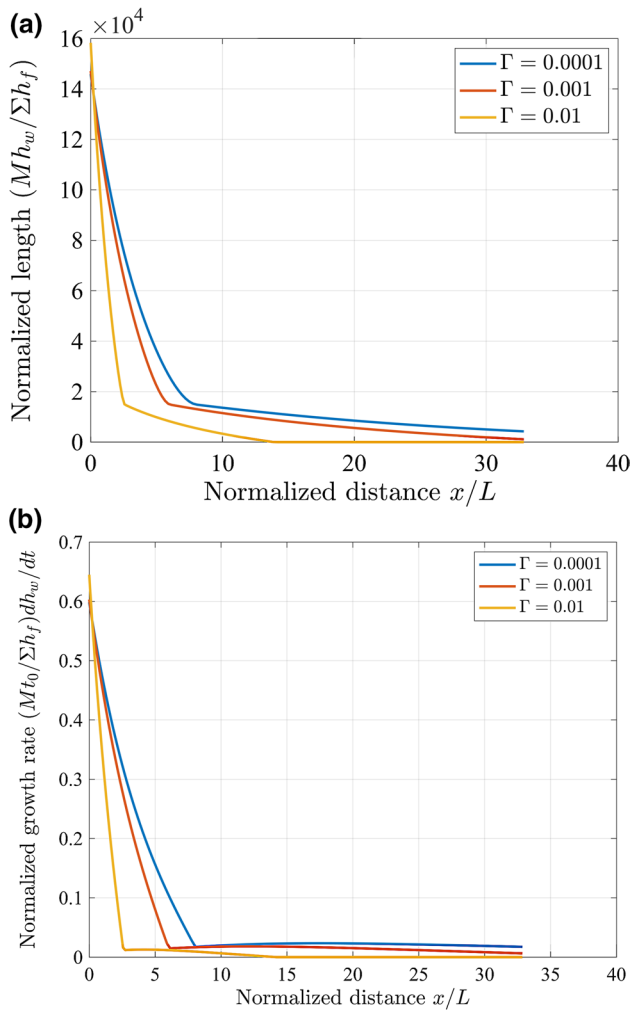 (a)
×10⁴
16
14
12
10
8
6
4
2
0
Normalized length (Mh_w/Σh_f)
Γ = 0.0001
Γ = 0.001
Γ = 0.01
0 10 20 30 40
Normalized distance x/L
(b)
0.7
0.6
0.5
0.4
0.3
0.2
0.1
0
Normalized growth rate (Mt_0/Σh_f)dh_w/dt
Γ = 0.0001
Γ = 0.001
Γ = 0.01
0 5 10 15 20 25 30 35 40
Normalized distance x/L